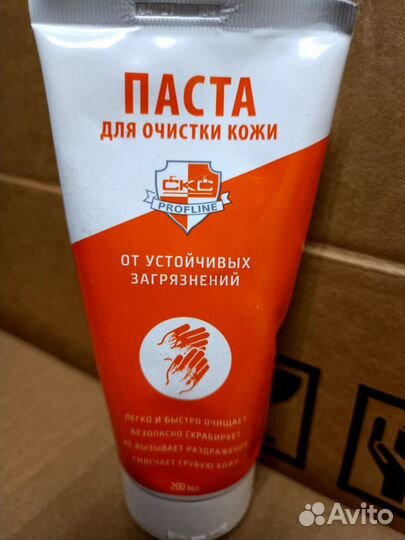 ПАСТА
ДЛЯ ОЧИСТКИ КОЖИ
СКС
PROFLINE
ОТ УСТОЙЧИВЫХ
ЗАГРЯЗНЕНИЙ
ЛЕГКО И БЫСТРО ОЧИЩАЕТ
БЕЗОПАСНО СКРАБИРУЕТ
НЕ ВЫЗЫВАЕТ РАЗДРАЖЕНИЯ
СМЯГЧАЕТ ГРУБУЮ КОЖУ
200 МЛ
Avito